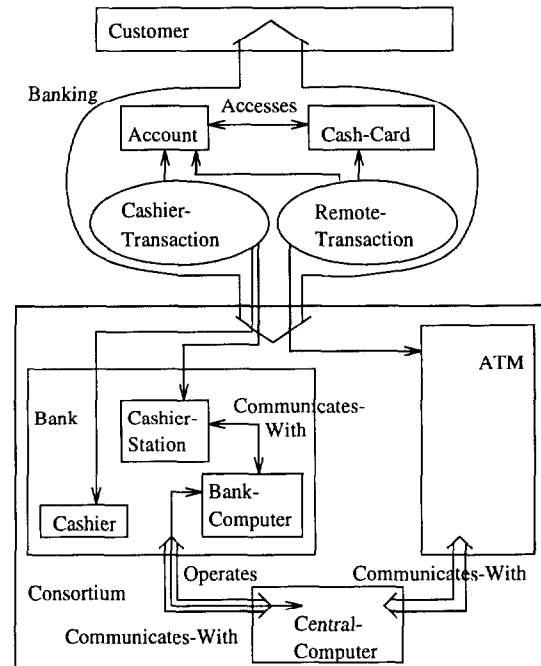 Customer
Banking
Accesses
Account
Cash-Card
Cashier-
Transaction
Remote-
Transaction
ATM
Bank
Cashier-
Station
Communicates-
With
Bank-
Computer
Cashier
Operates
Communicates-With
Consortium
Communicates-With
Central-
Computer